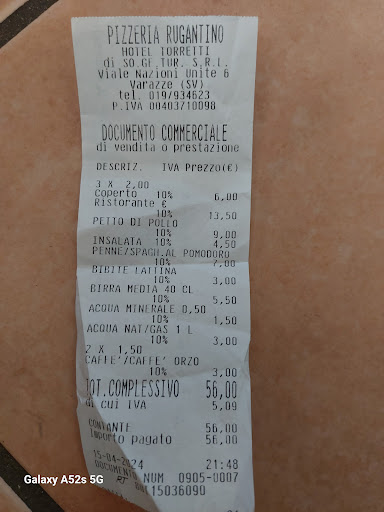 PIZZERIA RUGANTINO
HOTEL TORRETTI
di SO.GE.TUR. S.R.L.
Viale Nazioni Unite 6
Varazze (SV)
tel. 019/934623
P.IVA 00403710098
DOCUMENTO COMMERCIALE
di vendita o prestazione
DESCRIZ. IVA Prezzo(€)
3 X 2,00
Coperto 10% 6,00
Ristorante €
10% 13,50
PETTO DI POLLO
10% 9,00
INSALATA 10% 4,50
PENNE/SPAGH.AL POMODORO
10% 7,00
BIBITE LATTINA
10% 3,00
BIRRA MEDIA 40 CL
10% 5,50
ACQUA MINERALE 0,50
10% 1,50
ACQUA NAT/GAS 1 L
10% 3,00
2 X 1,50
CAFFE'/CAFFE' ORZO
10% 3,00
TOT.COMPLESSIVO 56,00
di cui IVA 5,09
CONTANTE 56,00
Importo pagato 56,00
15-04-2024 21:48
DOCUMENTO NUM 0905-0007
RT 15036090
Galaxy A52s 5G